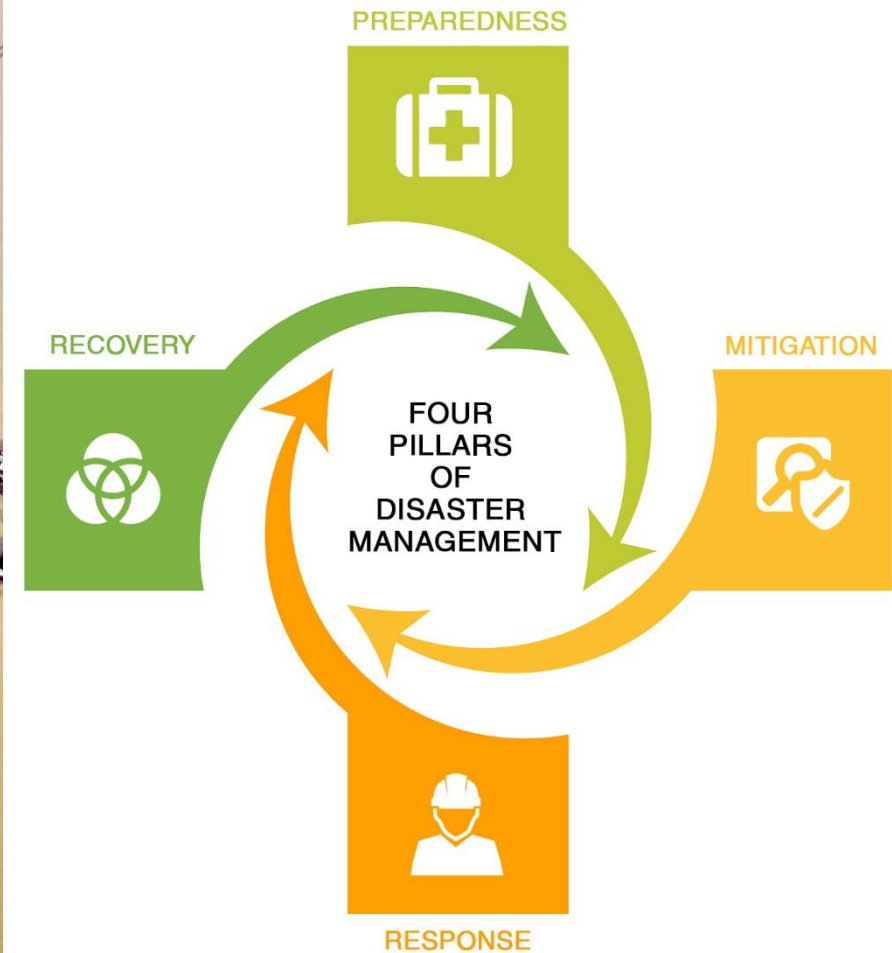 PREPAREDNESS
RECOVERY
MITIGATION
FOUR
PILLARS
OF
DISASTER
MANAGEMENT
RESPONSE